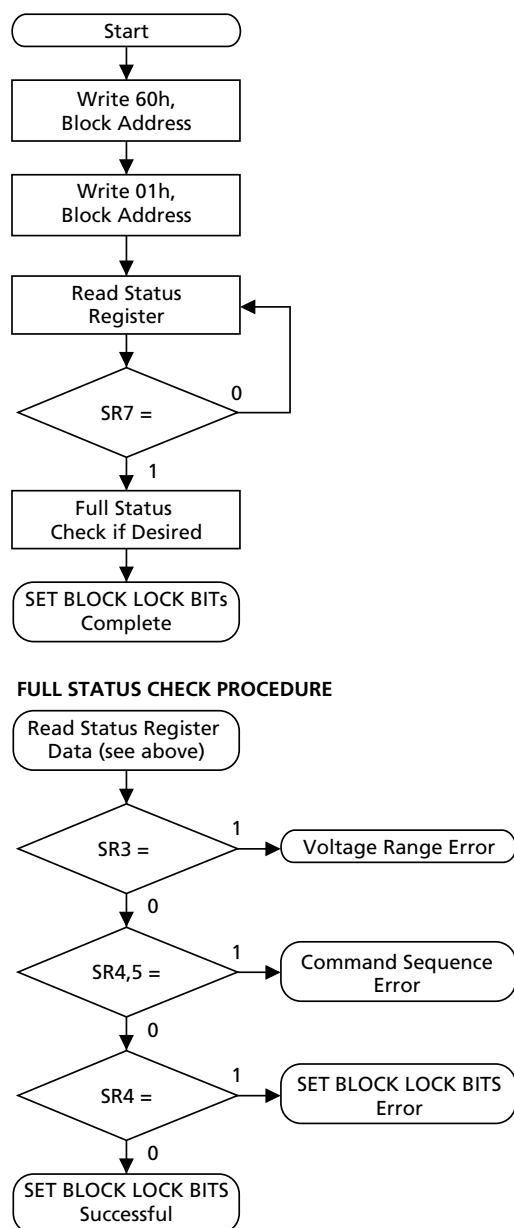 Start
Write 60h,
Block Address
Write 01h,
Block Address
Read Status
Register
SR7 =
0
1
Full Status
Check if Desired
SET BLOCK LOCK BITs
Complete
FULL STATUS CHECK PROCEDURE
Read Status Register
Data (see above)
SR3 =
1
Voltage Range Error
0
SR4,5 =
1
Command Sequence
Error
0
SR4 =
1
SET BLOCK LOCK BITS
Error
0
SET BLOCK LOCK BITS
Successful